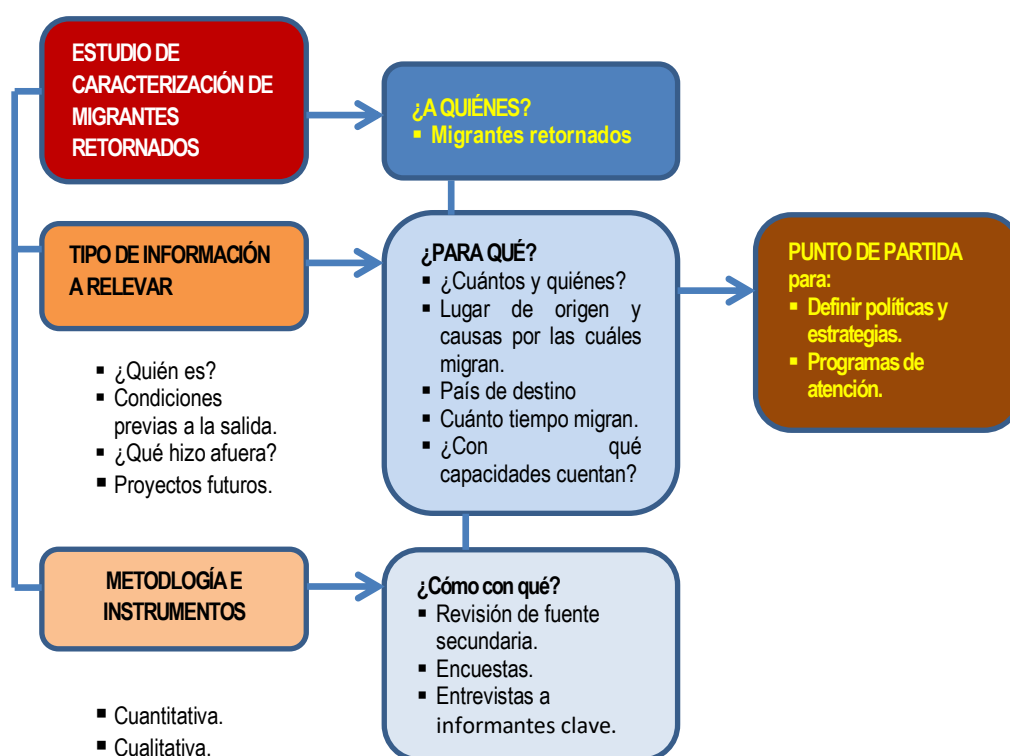 ESTUDIO DE
CARACTERIZACIÓN DE
MIGRANTES
RETORNADOS
¿A QUIÉNES?
▪ Migrantes retornados
TIPO DE INFORMACIÓN
A RELEVAR
▪ ¿Quién es?
▪ Condiciones
previas a la salida.
▪ ¿Qué hizo afuera?
▪ Proyectos futuros.
¿PARA QUÉ?
▪ ¿Cuántos y quiénes?
▪ Lugar de origen y
causas por las cuáles
migran.
▪ País de destino
▪ Cuánto tiempo migran.
▪ ¿Con qué
capacidades cuentan?
PUNTO DE PARTIDA
para:
▪ Definir políticas y
estrategias.
▪ Programas de
atención.
METODLOGÍA E
INSTRUMENTOS
▪ Cuantitativa.
▪ Cualitativa.
¿Cómo con qué?
▪ Revisión de fuente
secundaria.
▪ Encuestas.
▪ Entrevistas a
informantes clave.